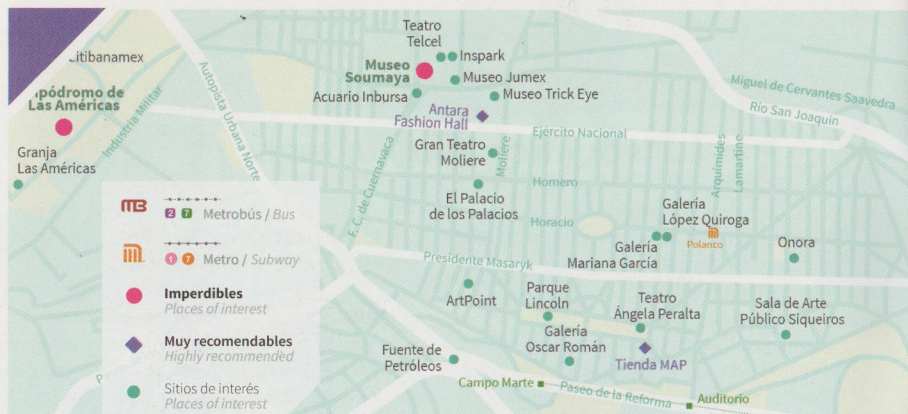 Teatro
Telcel
Inspark
Museo
Soumaya
Museo Jumex
Acuario Inbursa
Museo Trick Eye
Antara
Fashion Hall
Miguel de Cervantes Saavedra
Río San Joaquín
Ejército Nacional
Autopista Urbana Norte
Industria Militar
Las Américas
Granja
Las Américas
Gran Teatro
Moliere
Moliere
F. C. de Cuernavaca
Arquímides
Lamartine
Homero
El Palacio
de los Palacios
Horacio
Galería
López Quiroga
Polanco
Galería
Mariana García
Onora
Presidente Masaryk
ArtPoint
Parque
Lincoln
Teatro
Ángela Peralta
Sala de Arte
Público Siqueiros
Galería
Oscar Román
Tienda MAP
Fuente de
Petróleos
Campo Marte
Paseo de la Reforma
Auditorio
MB
2 7 Metrobús / Bus
1 7 Metro / Subway
Imperdibles
Places of interest
Muy recomendables
Highly recommended
Sitios de interés
Places of interest